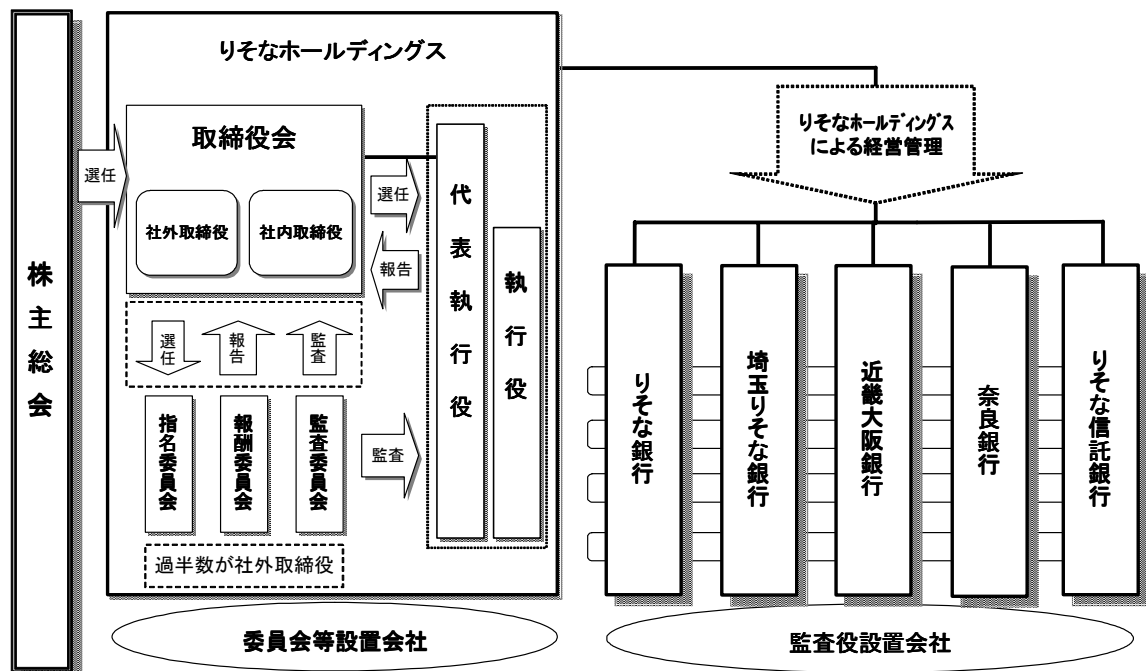 株主総会
りそなホールディングス
選任
取締役会
社外取締役
社内取締役
選任
報告
代表執行役
執行役
選任
報告
監査
指名委員会
報酬委員会
監査委員会
監査
過半数が社外取締役
委員会等設置会社
りそなホールディングス
による経営管理
りそな銀行
埼玉りそな銀行
近畿大阪銀行
奈良銀行
りそな信託銀行
監査役設置会社